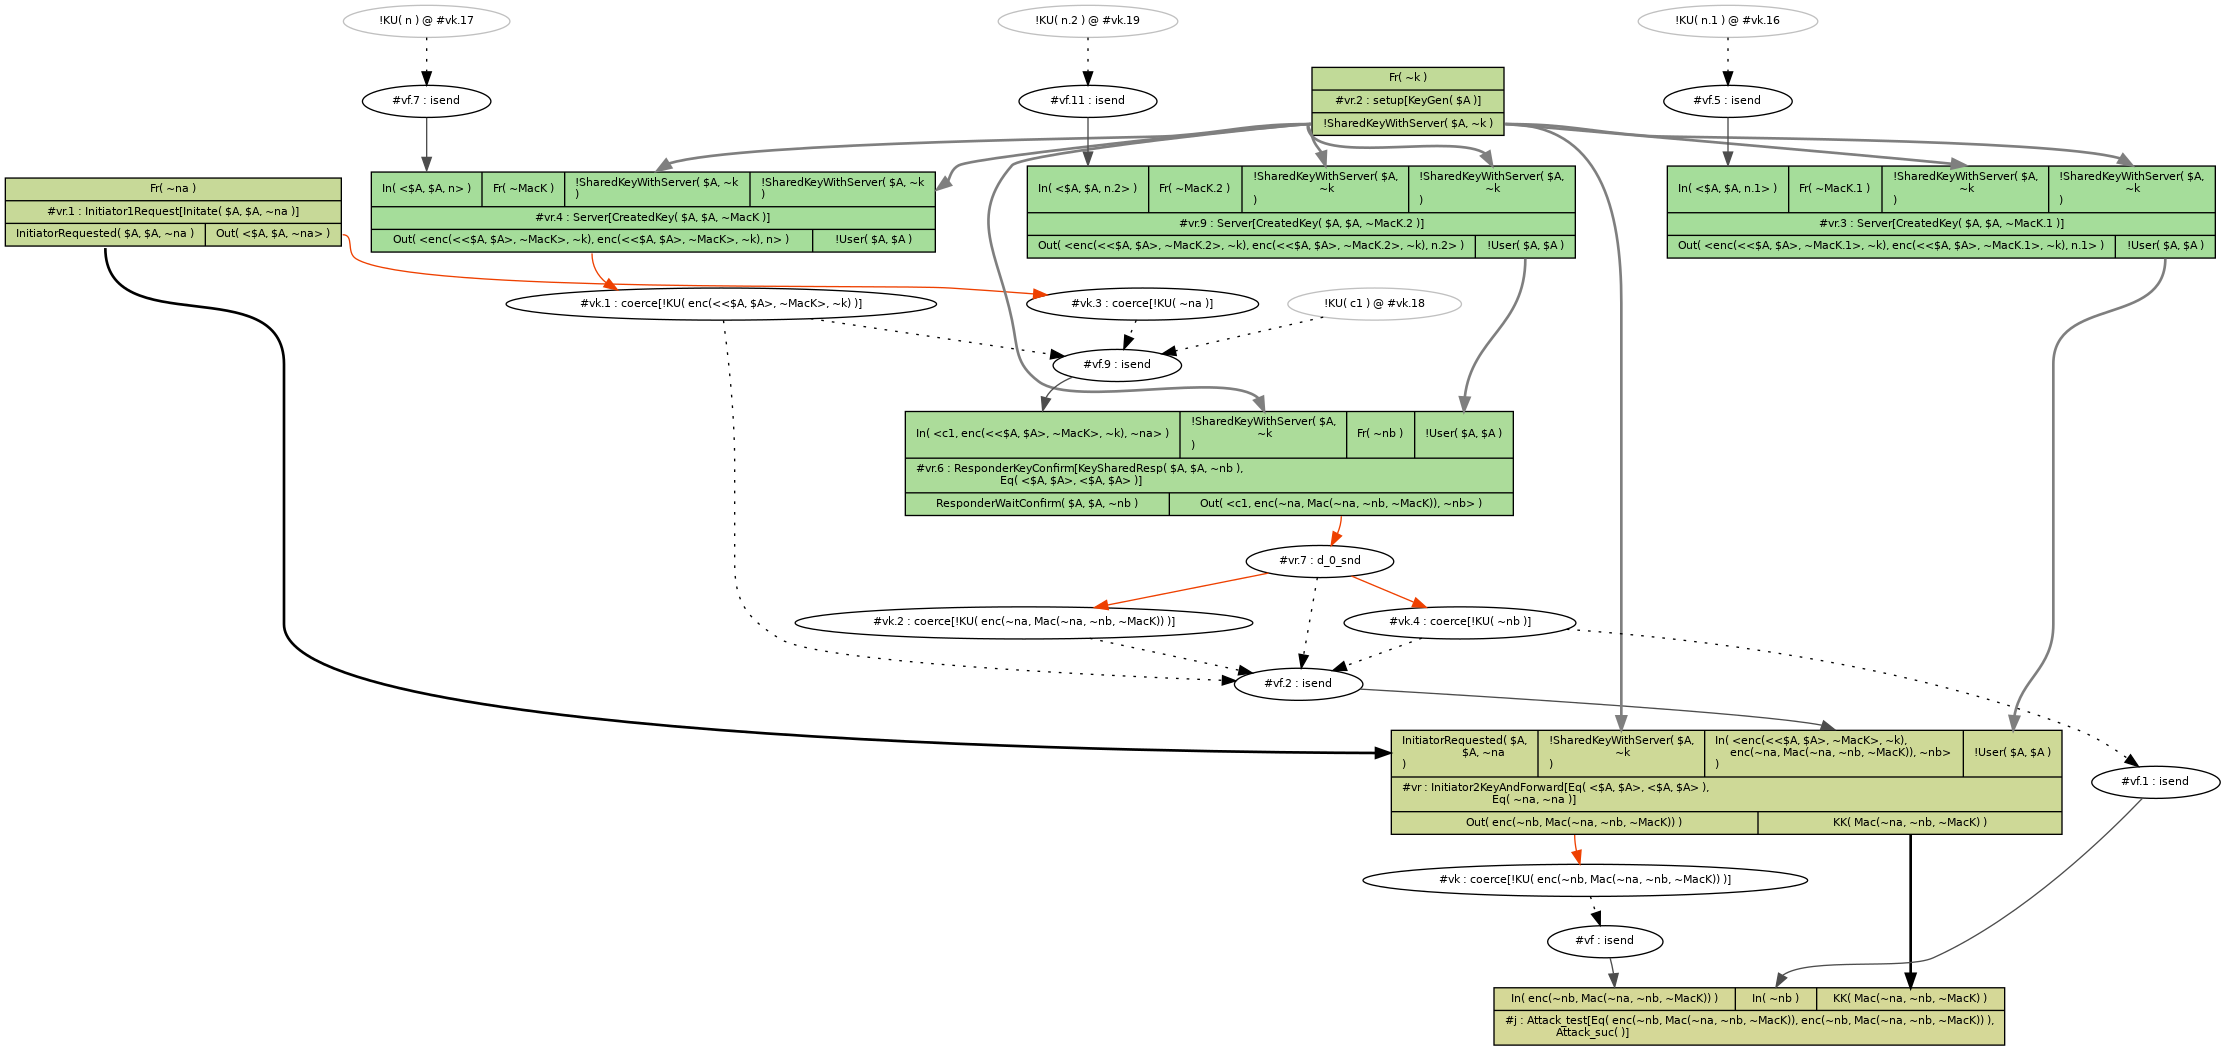 !KU( n ) @ #vk.17
!KU( n.2 ) @ #vk.19
!KU( n.1 ) @ #vk.16
#vf.7 : isend
#vf.11 : isend
Fr( ~k )
#vr.2 : setup[KeyGen( $A )]
!SharedKeyWithServer( $A, ~k )
#vf.5 : isend
Fr( ~na )
#vr.1 : Initiator1Request[Initate( $A, $A, ~na )]
InitiatorRequested( $A, $A, ~na )
Out( <$A, $A, ~na> )
In( <$A, $A, n> )
Fr( ~MacK )
!SharedKeyWithServer( $A, ~k
)
!SharedKeyWithServer( $A, ~k
)
#vr.4 : Server[CreatedKey( $A, $A, ~MacK )]
Out( <enc(<<$A, $A>, ~MacK>, ~k), enc(<<$A, $A>, ~MacK>, ~k), n> )
!User( $A, $A )
In( <$A, $A, n.2> )
Fr( ~MacK.2 )
!SharedKeyWithServer( $A,
~k
)
!SharedKeyWithServer( $A,
~k
)
#vr.9 : Server[CreatedKey( $A, $A, ~MacK.2 )]
Out( <enc(<<$A, $A>, ~MacK.2>, ~k), enc(<<$A, $A>, ~MacK.2>, ~k), n.2> )
!User( $A, $A )
In( <$A, $A, n.1> )
Fr( ~MacK.1 )
!SharedKeyWithServer( $A,
~k
)
!SharedKeyWithServer( $A,
~k
)
#vr.3 : Server[CreatedKey( $A, $A, ~MacK.1 )]
Out( <enc(<<$A, $A>, ~MacK.1>, ~k), enc(<<$A, $A>, ~MacK.1>, ~k), n.1> )
!User( $A, $A )
#vk.1 : coerce[!KU( enc(<<$A, $A>, ~MacK>, ~k) )]
#vk.3 : coerce[!KU( ~na )]
!KU( c1 ) @ #vk.18
#vf.9 : isend
In( <c1, enc(<<$A, $A>, ~MacK>, ~k), ~na> )
!SharedKeyWithServer( $A,
~k
)
Fr( ~nb )
!User( $A, $A )
#vr.6 : ResponderKeyConfirm[KeySharedResp( $A, $A, ~nb ),
Eq( <$A, $A>, <$A, $A> )]
ResponderWaitConfirm( $A, $A, ~nb )
Out( <c1, enc(~na, Mac(~na, ~nb, ~MacK)), ~nb> )
#vr.7 : d_0_snd
#vk.2 : coerce[!KU( enc(~na, Mac(~na, ~nb, ~MacK)) )]
#vk.4 : coerce[!KU( ~nb )]
#vf.2 : isend
InitiatorRequested( $A,
$A, ~na
)
!SharedKeyWithServer( $A,
~k
)
In( <enc(<<$A, $A>, ~MacK>, ~k),
enc(~na, Mac(~na, ~nb, ~MacK)), ~nb>
)
!User( $A, $A )
#vr : Initiator2KeyAndForward[Eq( <$A, $A>, <$A, $A> ),
Eq( ~na, ~na )]
Out( enc(~nb, Mac(~na, ~nb, ~MacK)) )
KK( Mac(~na, ~nb, ~MacK) )
#vf.1 : isend
#vk : coerce[!KU( enc(~nb, Mac(~na, ~nb, ~MacK)) )]
#vf : isend
In( enc(~nb, Mac(~na, ~nb, ~MacK)) )
In( ~nb )
KK( Mac(~na, ~nb, ~MacK) )
#j : Attack_test[Eq( enc(~nb, Mac(~na, ~nb, ~MacK)), enc(~nb, Mac(~na, ~nb, ~MacK)) ),
Attack_suc( )]